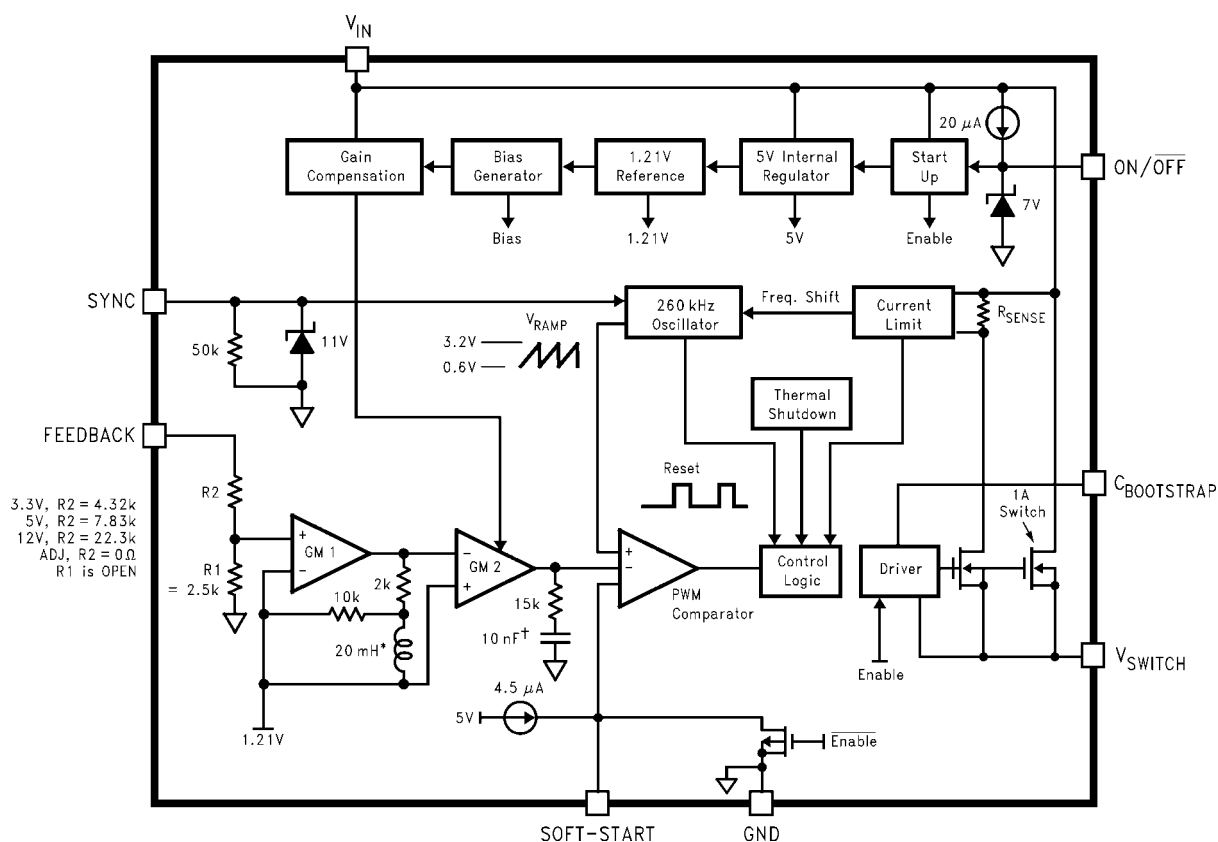 VIN
20 μA
Gain
Compensation
Bias
Generator
1.21V
Reference
5V Internal
Regulator
Start
Up
ON/OFF
7V
Bias
1.21V
5V
Enable
SYNC
50k
11V
VRAMP
3.2V
0.6V
260 kHz
Oscillator
Freq. Shift
Current
Limit
RSENSE
Thermal
Shutdown
FEEDBACK
Reset
CBOOTSTRAP
1A
Switch
3.3V, R2 = 4.32k
5V, R2 = 7.83k
12V, R2 = 22.3k
ADJ, R2 = 0Ω
R1 is OPEN
R2
R1
= 2.5k
+
GM 1
−
2k
10k
20 mH*
−
GM 2
+
15k
10 nF†
+
−
PWM
Comparator
Control
Logic
Driver
Enable
VSWITCH
1.21V
4.5 μA
5V
Enable
SOFT-START
GND